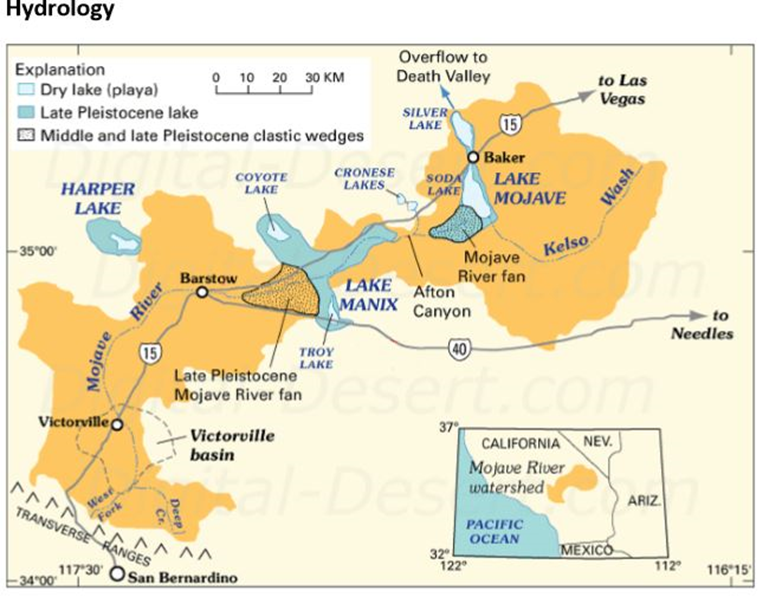 Hydrology
Explanation
0 10 20 30 KM
Dry lake (playa)
Late Pleistocene lake
Middle and late Pleistocene clastic wedges
Overflow to
Death Valley
to Las
Vegas
SILVER
LAKE
15
Baker
CRONESE
LAKES
SODA
LAKE
LAKE
MOJAVE
Wash
Kelso
COYOTE
LAKE
HARPER
LAKE
35°00'
Mojave
River fan
Barstow
LAKE
MANIX
Afton
Canyon
Mojave River
15
TROY
LAKE
40
to
Needles
Late Pleistocene
Mojave River fan
Victorville
Victorville
basin
West
Fork
Deep
Cr.
TRANSVERSE RANGES
San Bernardino
34°00'
117°30'
116°15'
37°
CALIFORNIA
NEV.
Mojave River
watershed
ARIZ.
PACIFIC
OCEAN
MEXICO
32°
122°
112°
Digital-Desert.com
Digital-Desert.com
Digital-Desert.com